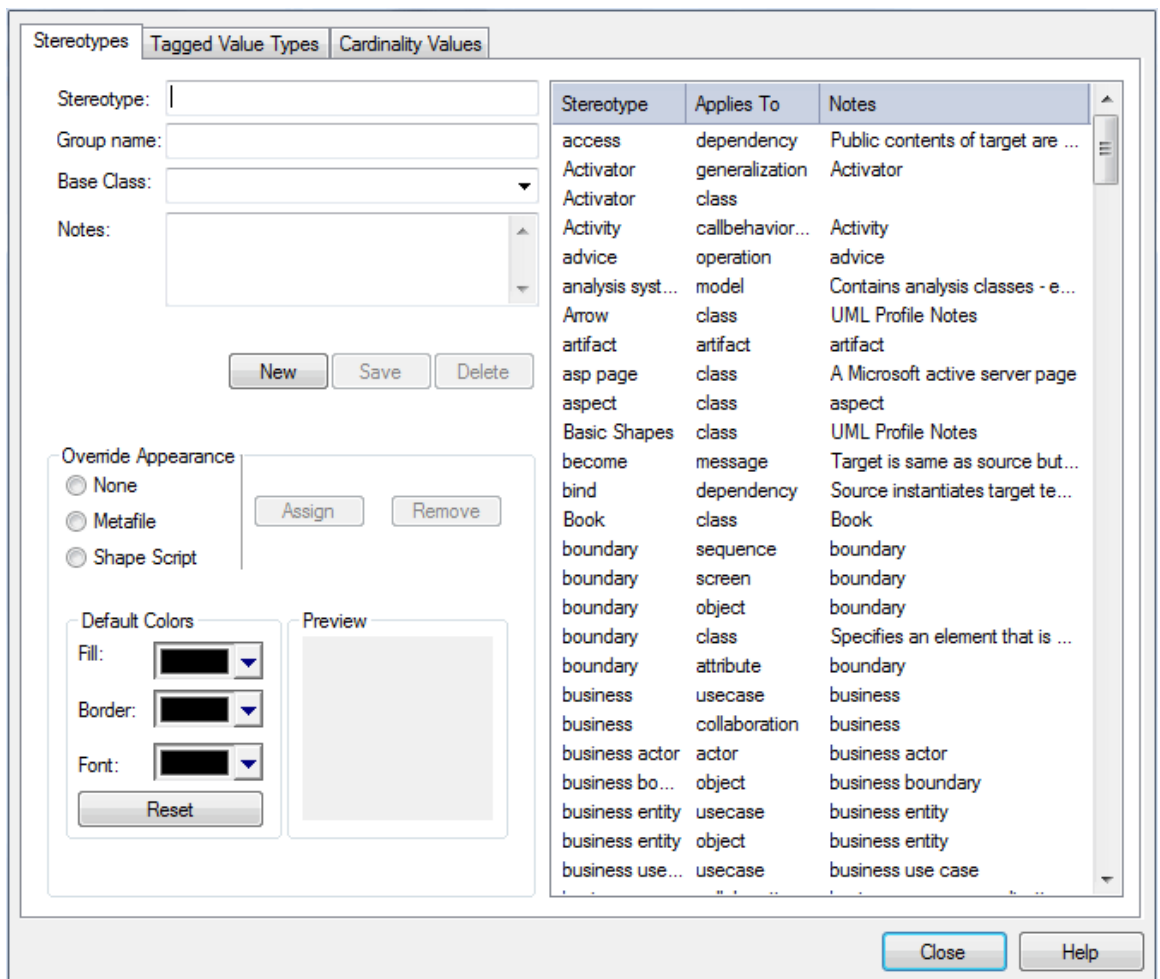 Stereotypes Tagged Value Types Cardinality Values
Stereotype:
Group name:
Base Class:
Notes:
New Save Delete
Override Appearance
None
Metafile
Shape Script
Assign Remove
Default Colors
Fill:
Border:
Font:
Reset
Preview
Stereotype Applies To Notes
access dependency Public contents of target are ...
Activator generalization Activator
Activator class
Activity callbehavior... Activity
advice operation advice
analysis syst... model Contains analysis classes - e...
Arrow class UML Profile Notes
artifact artifact artifact
asp page class A Microsoft active server page
aspect class aspect
Basic Shapes class UML Profile Notes
become message Target is same as source but...
bind dependency Source instantiates target te...
Book class Book
boundary sequence boundary
boundary screen boundary
boundary object boundary
boundary class Specifies an element that is ...
boundary attribute boundary
business usecase business
business collaboration business
business actor actor business actor
business bo... object business boundary
business entity usecase business entity
business entity object business entity
business use... usecase business use case
Close Help